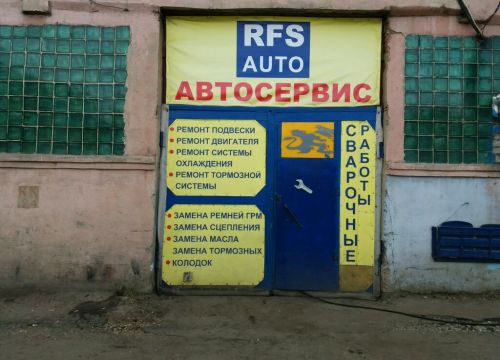 RFS
AUTO
АВТОСЕРВИС
• РЕМОНТ ПОДВЕСКИ
• РЕМОНТ ДВИГАТЕЛЯ
• РЕМОНТ СИСТЕМЫ
ОХЛАЖДЕНИЯ
• РЕМОНТ ТОРМОЗНОЙ
СИСТЕМЫ
• ЗАМЕНА РЕМНЕЙ ГРМ
• ЗАМЕНА СЦЕПЛЕНИЯ
• ЗАМЕНА МАСЛА
ЗАМЕНА ТОРМОЗНЫХ
• КОЛОДОК
СВАРОЧНЫЕ
РАБОТЫ